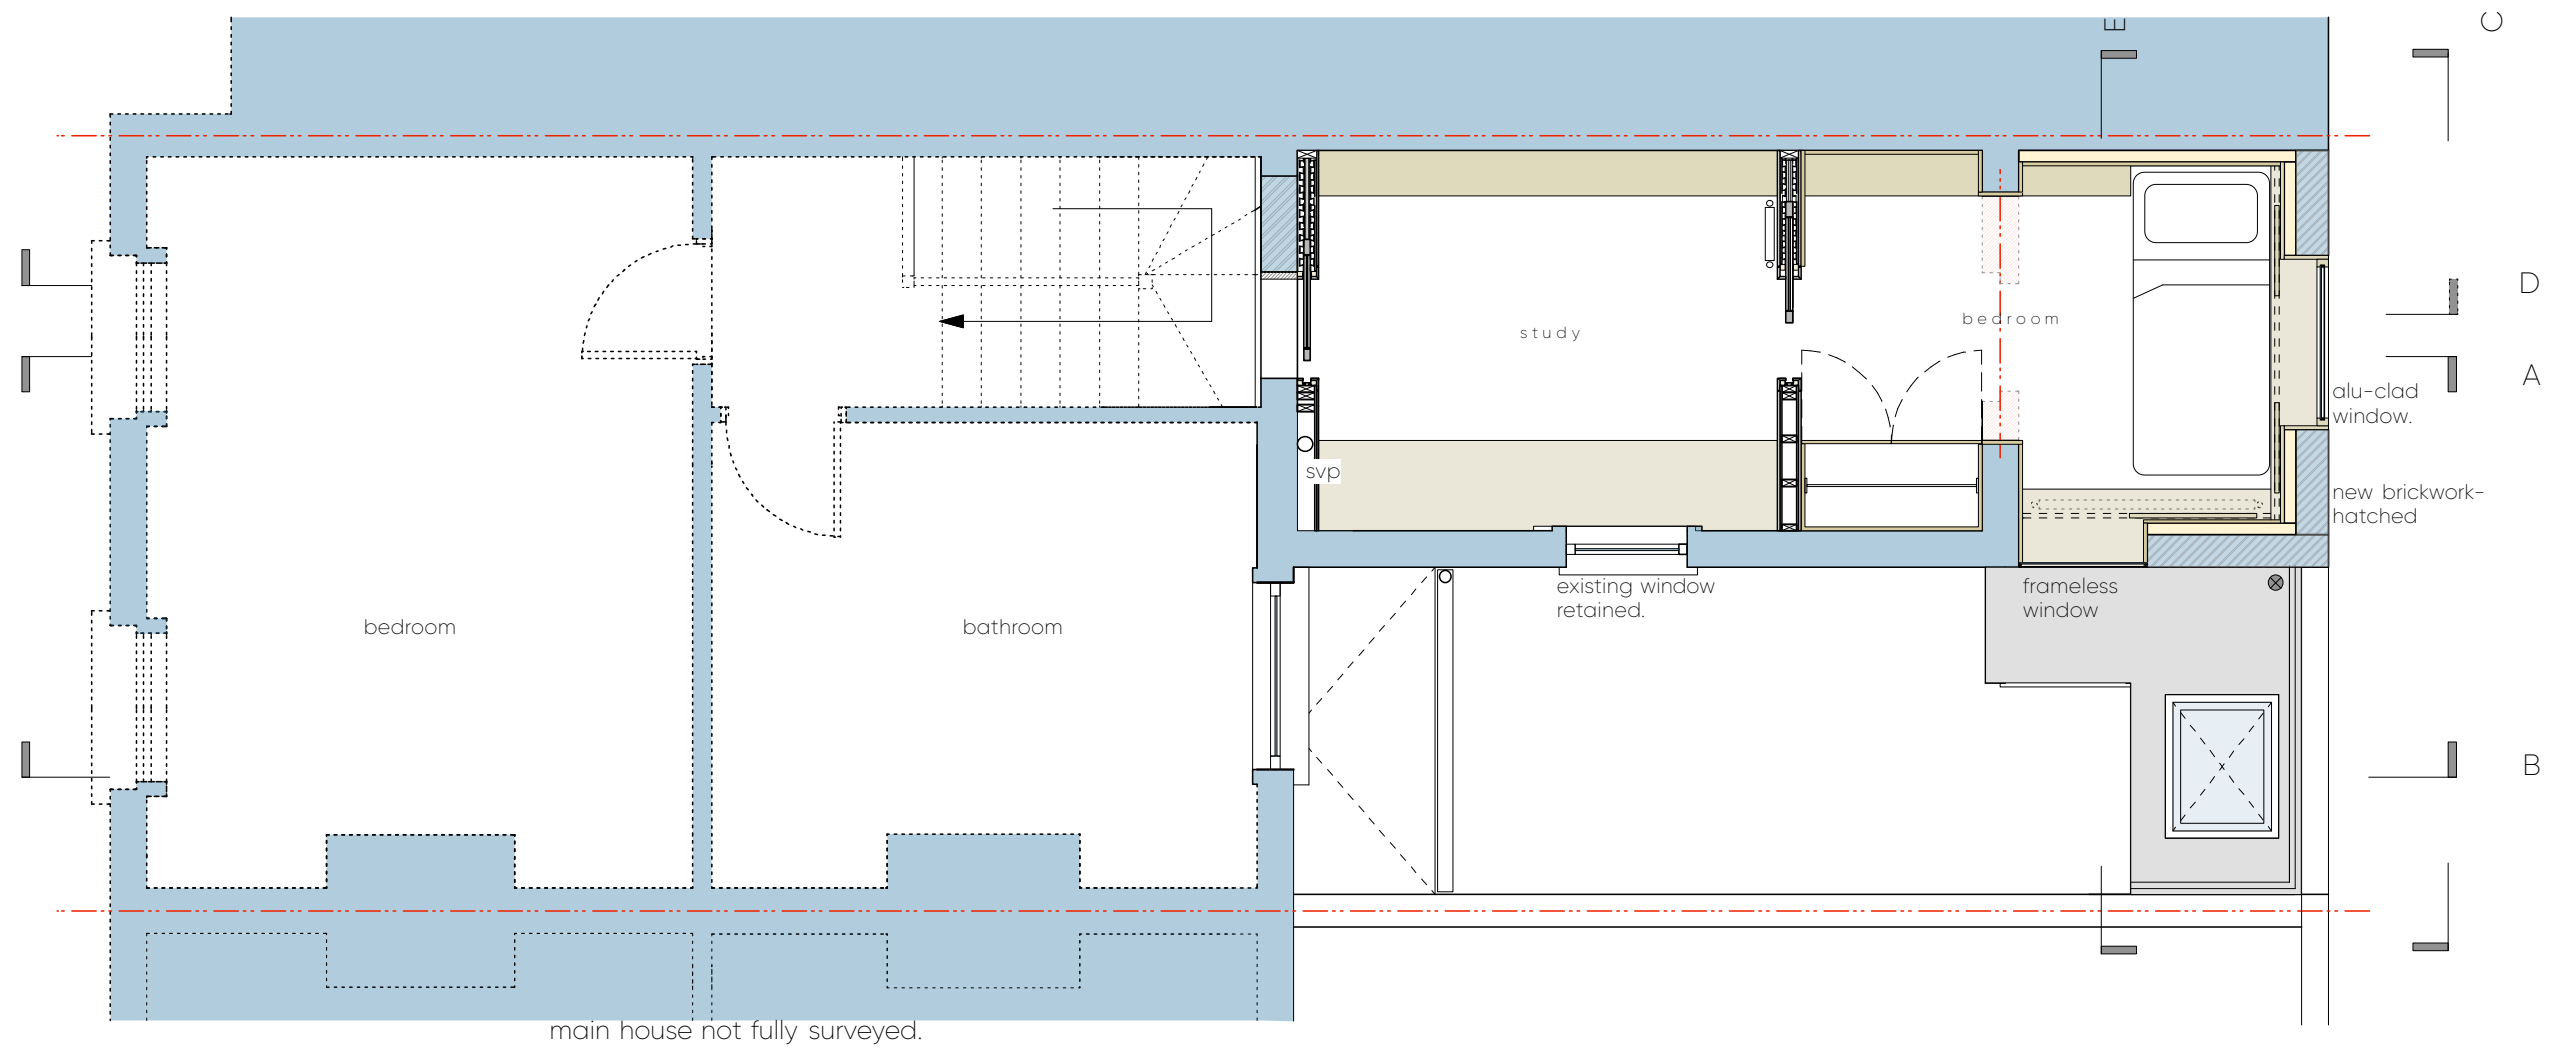 E
C
D
A
study
bedroom
alu-clad
window.
svp
new brickwork-
hatched
existing window
retained.
frameless
window
bedroom
bathroom
B
main house not fully surveyed.